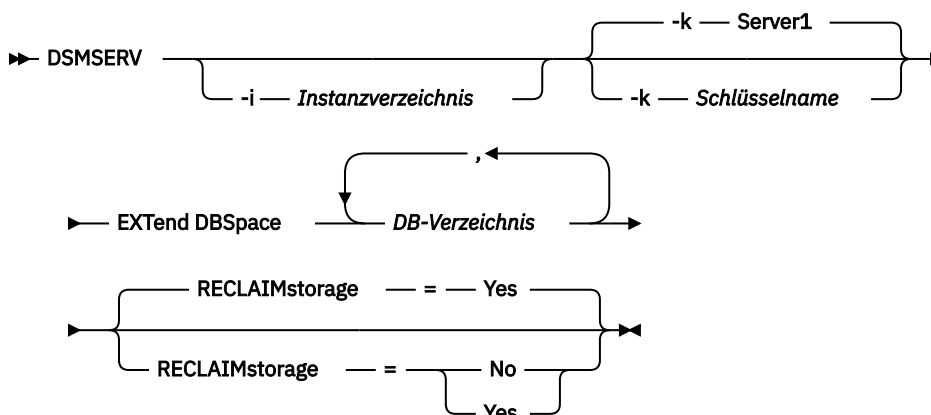 -k — Server1
DSMSERV
-i — Instanzverzeichnis
-k — Schlüsselname
,
EXTend DBSpace
DB-Verzeichnis
RECLAIMstorage — = — Yes
RECLAIMstorage — = — No
Yes